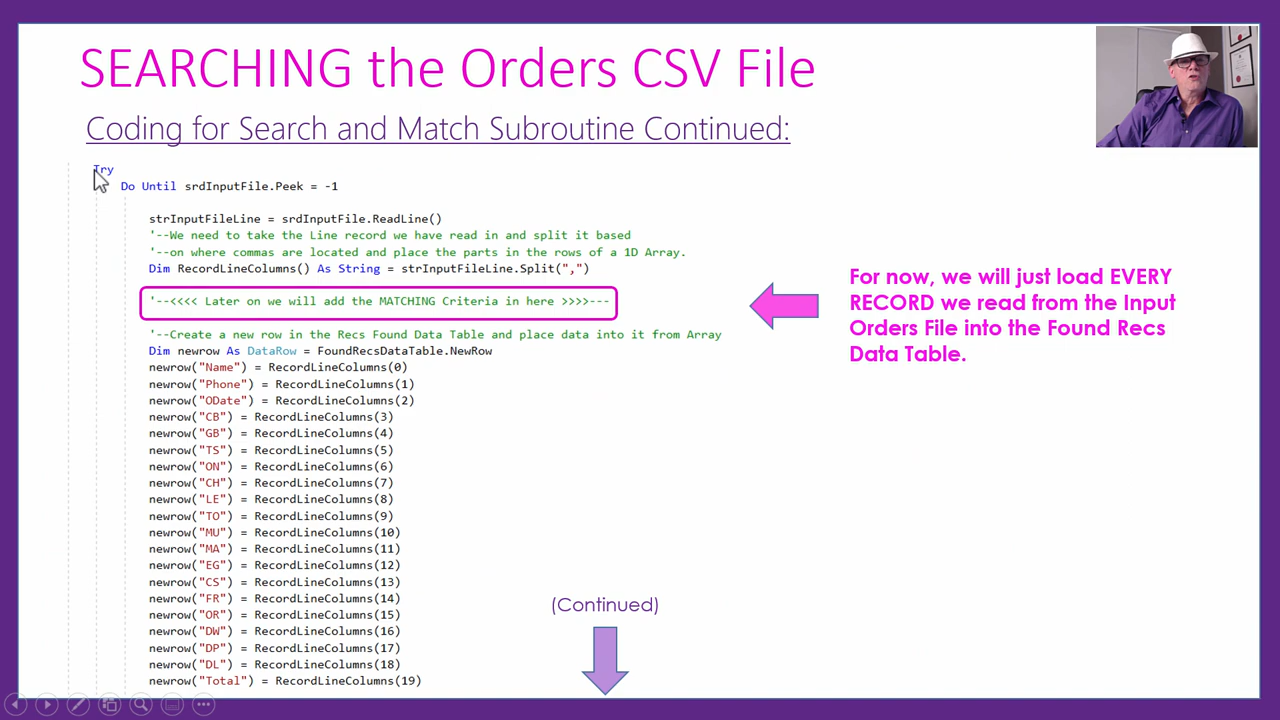 SEARCHING the Orders CSV File
Coding for Search and Match Subroutine Continued:
Try
Do Until srdInputFile.Peek = -1
strInputFileLine = srdInputFile.ReadLine()
'--We need to take the Line record we have read in and split it based
'--on where commas are located and place the parts in the rows of a 1D Array.
Dim RecordLineColumns() As String = strInputFileLine.Split(",")
'--<<<< Later on we will add the MATCHING Criteria in here >>>>---
'--Create a new row in the Recs Found Data Table and place data into it from Array
Dim newrow As DataRow = FoundRecsDataTable.NewRow
newrow("Name") = RecordLineColumns(0)
newrow("Phone") = RecordLineColumns(1)
newrow("ODate") = RecordLineColumns(2)
newrow("CB") = RecordLineColumns(3)
newrow("GB") = RecordLineColumns(4)
newrow("TS") = RecordLineColumns(5)
newrow("ON") = RecordLineColumns(6)
newrow("CH") = RecordLineColumns(7)
newrow("LE") = RecordLineColumns(8)
newrow("TO") = RecordLineColumns(9)
newrow("MU") = RecordLineColumns(10)
newrow("MA") = RecordLineColumns(11)
newrow("EG") = RecordLineColumns(12)
newrow("CS") = RecordLineColumns(13)
newrow("FR") = RecordLineColumns(14)
newrow("OR") = RecordLineColumns(15)
newrow("DW") = RecordLineColumns(16)
newrow("DP") = RecordLineColumns(17)
newrow("DL") = RecordLineColumns(18)
newrow("Total") = RecordLineColumns(19)
For now, we will just load EVERY
RECORD we read from the Input
Orders File into the Found Recs
Data Table.
(Continued)